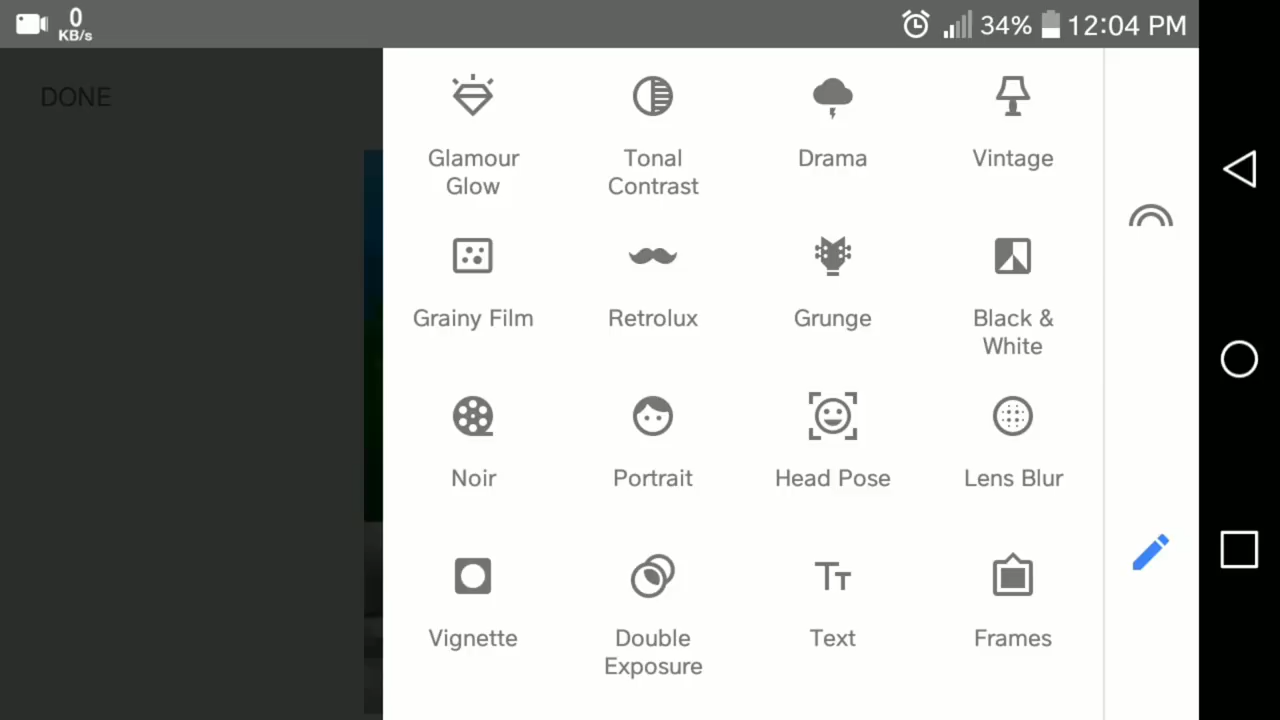 0
KB/s
34% 12:04 PM
DONE
Glamour
Glow
Tonal
Contrast
Drama
Vintage
Grainy Film
Retrolux
Grunge
Black &
White
Noir
Portrait
Head Pose
Lens Blur
Vignette
Double
Exposure
Text
Frames